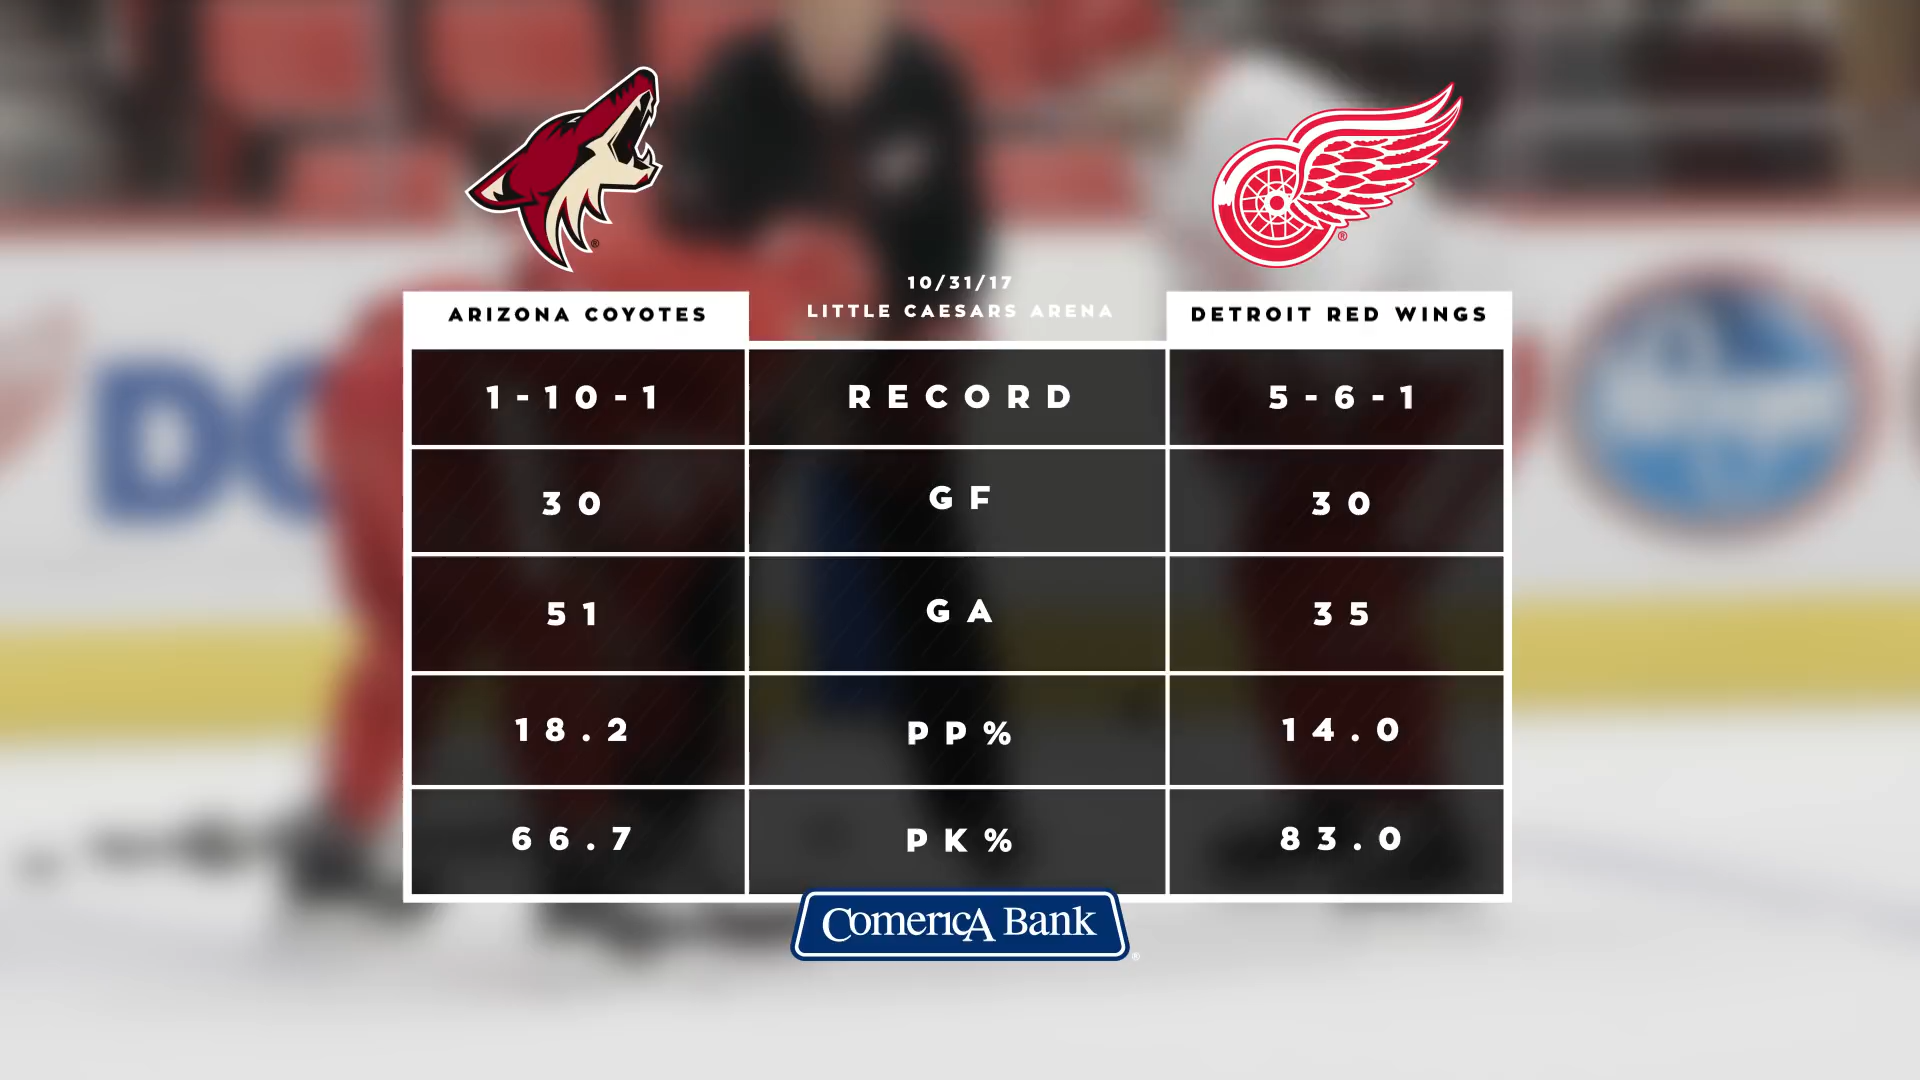 10/31/17
LITTLE CAESARS ARENA
ARIZONA COYOTES
DETROIT RED WINGS
1-10-1 RECORD 5-6-1
30 GF 30
51 GA 35
18.2 PP% 14.0
66.7 PK% 83.0
ComericA Bank